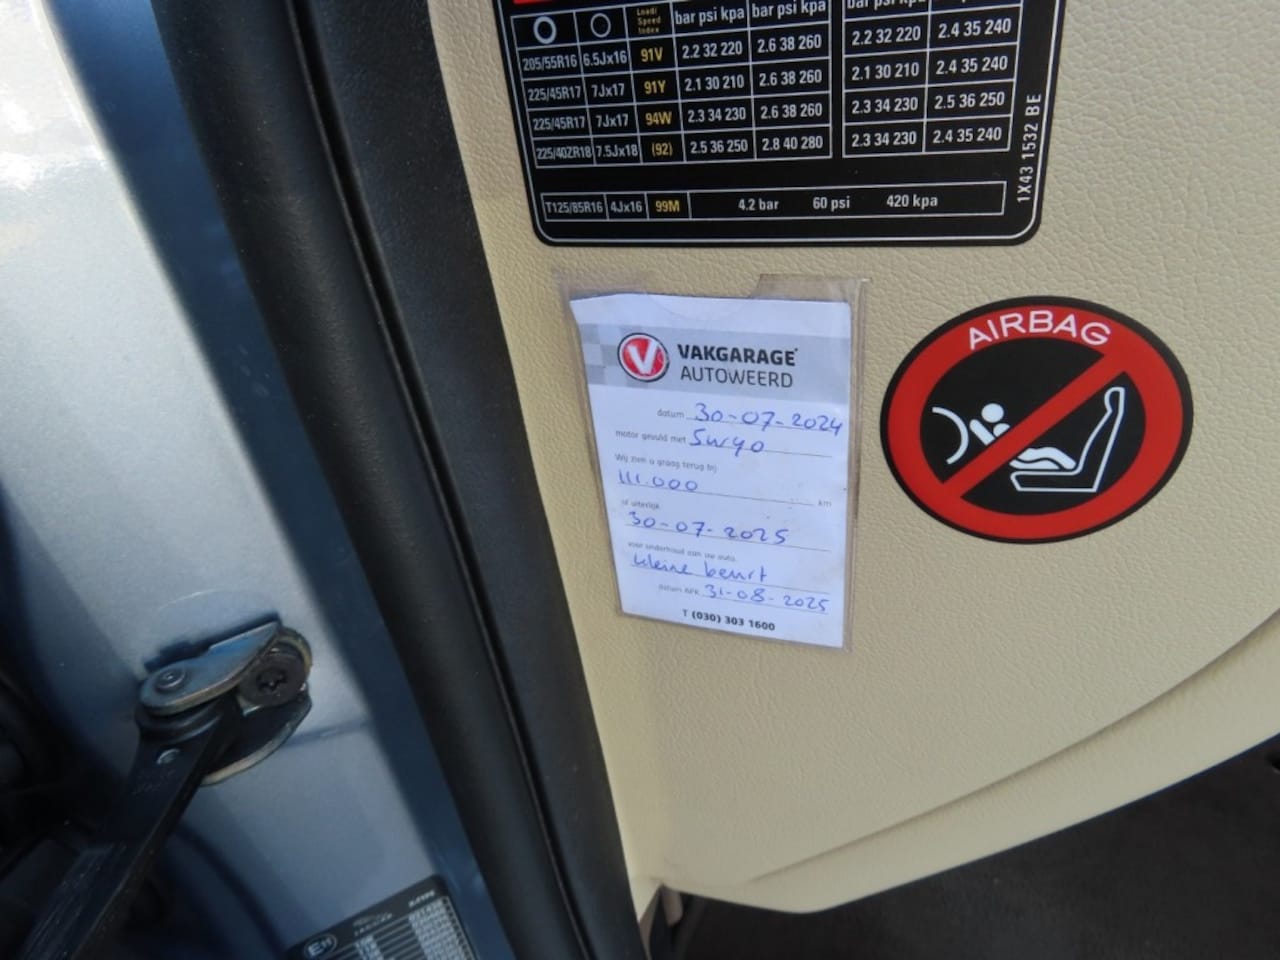 Load/
Speed
Index
bar psi kpa bar psi kpa bar psi kpa
205/55R16 6.5Jx16 91V 2.2 32 220 2.6 38 260 2.2 32 220 2.4 35 240
225/45R17 7Jx17 91Y 2.1 30 210 2.6 38 260 2.1 30 210 2.4 35 240
225/45R17 7Jx17 94W 2.3 34 230 2.6 38 260 2.3 34 230 2.5 36 250
225/40ZR18 7.5Jx18 (92) 2.5 36 250 2.8 40 280 2.3 34 230 2.4 35 240
T125/85R16 4Jx16 99M 4.2 bar 60 psi 420 kpa
1X43 1532 BE
AIRBAG
V VAKGARAGE
AUTOWEERD
datum 30-07-2024
motor gevuld met 5w40
Wij zien u graag terug bij
111.000 km
of uiterlijk
30-07-2025
voor onderhoud aan uw auto.
kleine beurt
datum APK 31-08-2025
T (030) 303 1600